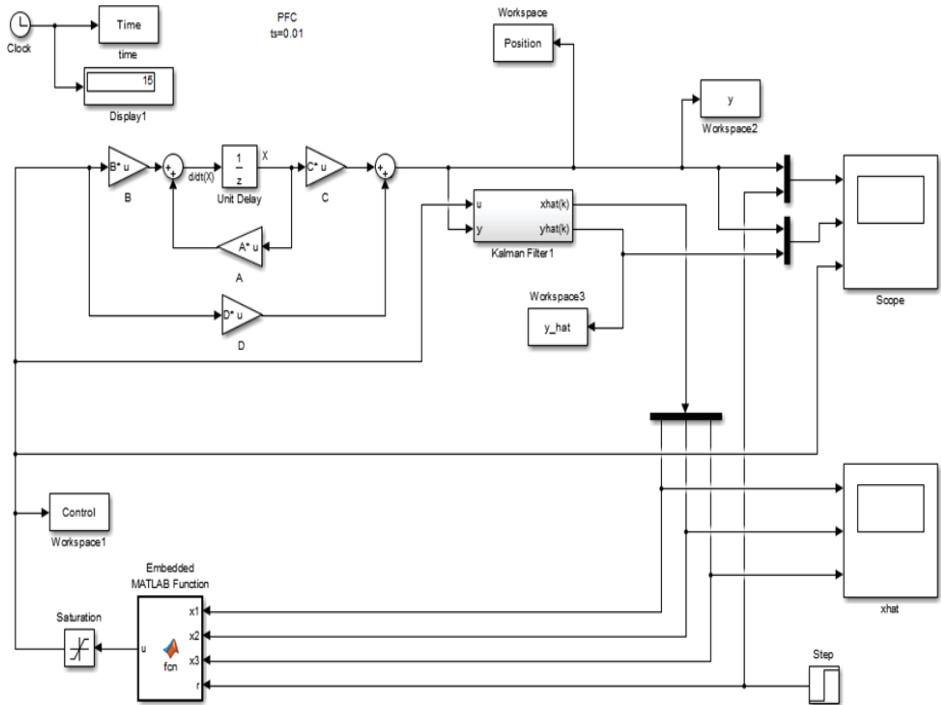 PFC
ts=0.01
Clock
Time
time
15
Display1
Workspace
Position
y
Workspace2
B* u
B
+
+
d/dt(X)
1
z
Unit Delay
X
C* u
C
+
+
A* u
A
D* u
D
u
y
xhat(k)
yhat(k)
Kalman Filter1
Workspace3
y_hat
Scope
Control
Workspace1
Embedded
MATLAB Function
x1
x2
x3
r
u
fcn
Saturation
xhat
Step